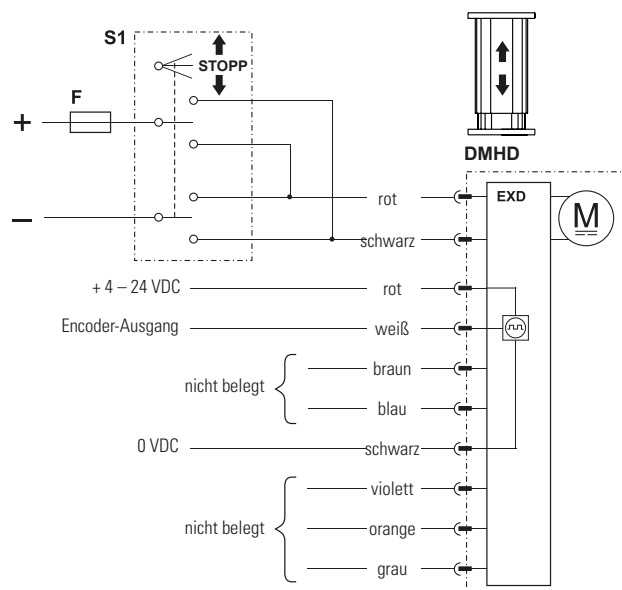 S1
STOPP
F
+
–
DMHD
rot
EXD
M
schwarz
+ 4 – 24 VDC
rot
Encoder-Ausgang
weiß
braun
nicht belegt
blau
0 VDC
schwarz
violett
nicht belegt
orange
grau